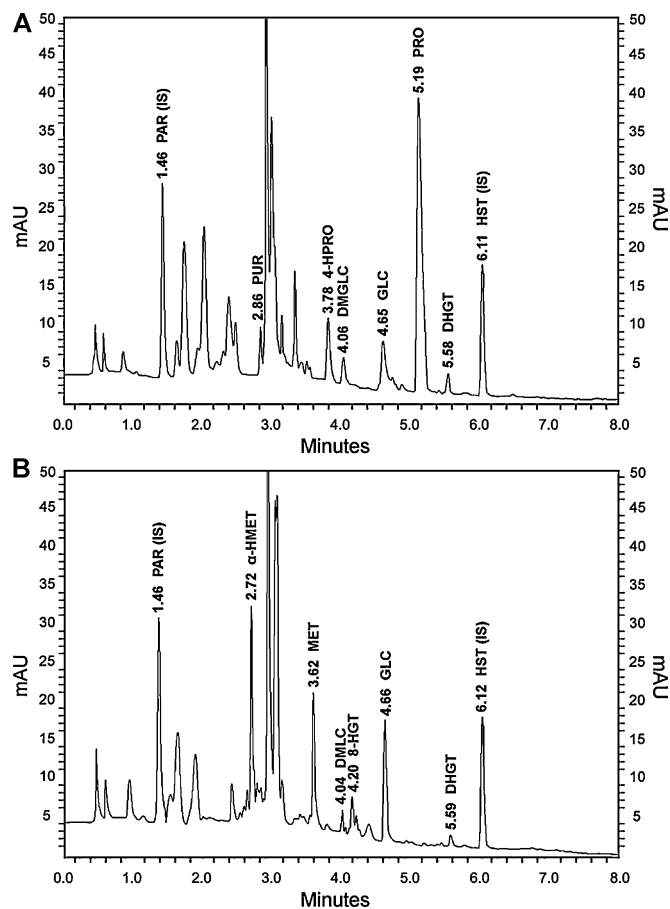 A
50 50
45 45
40 40
35 35
30 30
25 25
20 20
15 15
10 10
5 5
mAU
mAU
1.46 PAR (IS)
2.86 PUR
3.78 4-HPRO
4.06 DMGLC
4.65 GLC
5.19 PRO
5.58 DHGT
6.11 HST (IS)
0.0 1.0 2.0 3.0 4.0 5.0 6.0 7.0 8.0
Minutes
B
50 50
45 45
40 40
35 35
30 30
25 25
20 20
15 15
10 10
5 5
mAU
mAU
1.46 PAR (IS)
2.72 α-HMET
3.62 MET
4.04 DMLC
4.20 8-HGT
4.66 GLC
5.59 DHGT
6.12 HST (IS)
0.0 1.0 2.0 3.0 4.0 5.0 6.0 7.0 8.0
Minutes